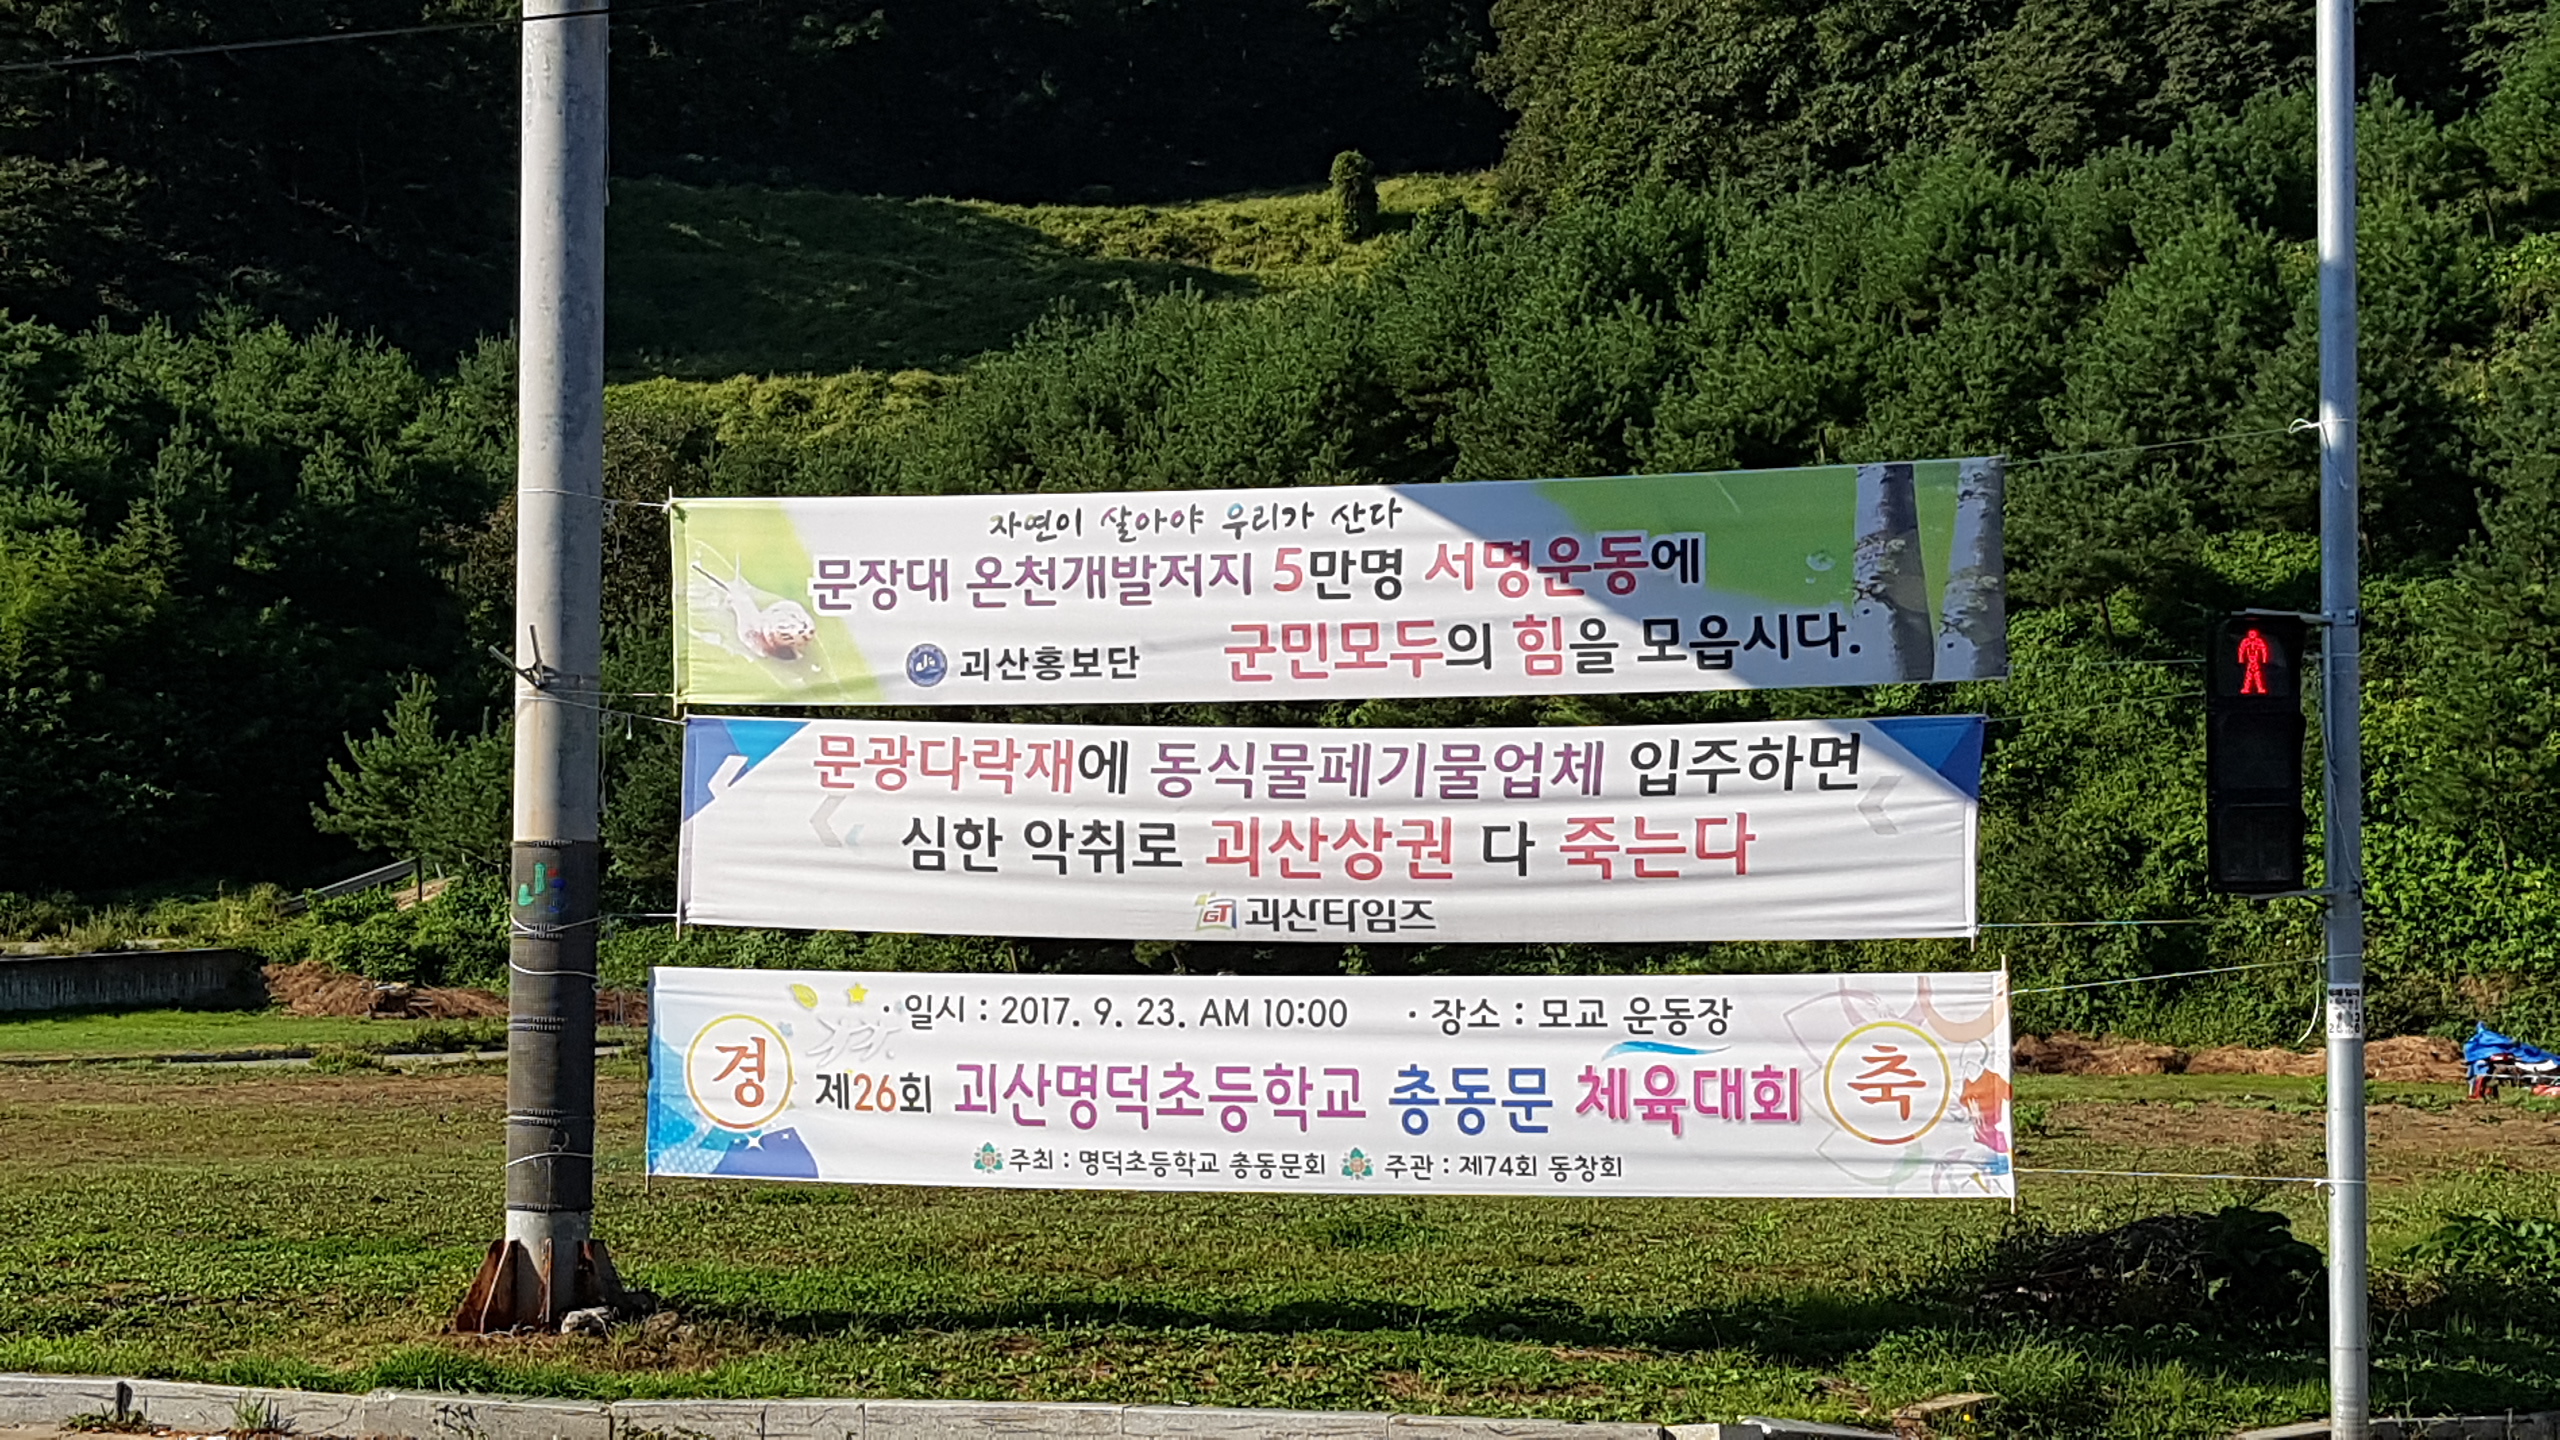 자연이 살아야 우리가 산다
문장대 온천개발저지 5만명 서명운동에
괴산홍보단 군민모두의 힘을 모읍시다.
문광다락재에 동식물폐기물업체 입주하면
심한 악취로 괴산상권 다 죽는다
GT 괴산타임즈
· 일시 : 2017. 9. 23. AM 10:00 · 장소 : 모교 운동장
경 제26회 괴산명덕초등학교 총동문 체육대회 축
주최 : 명덕초등학교 총동문회 주관 : 제74회 동창회